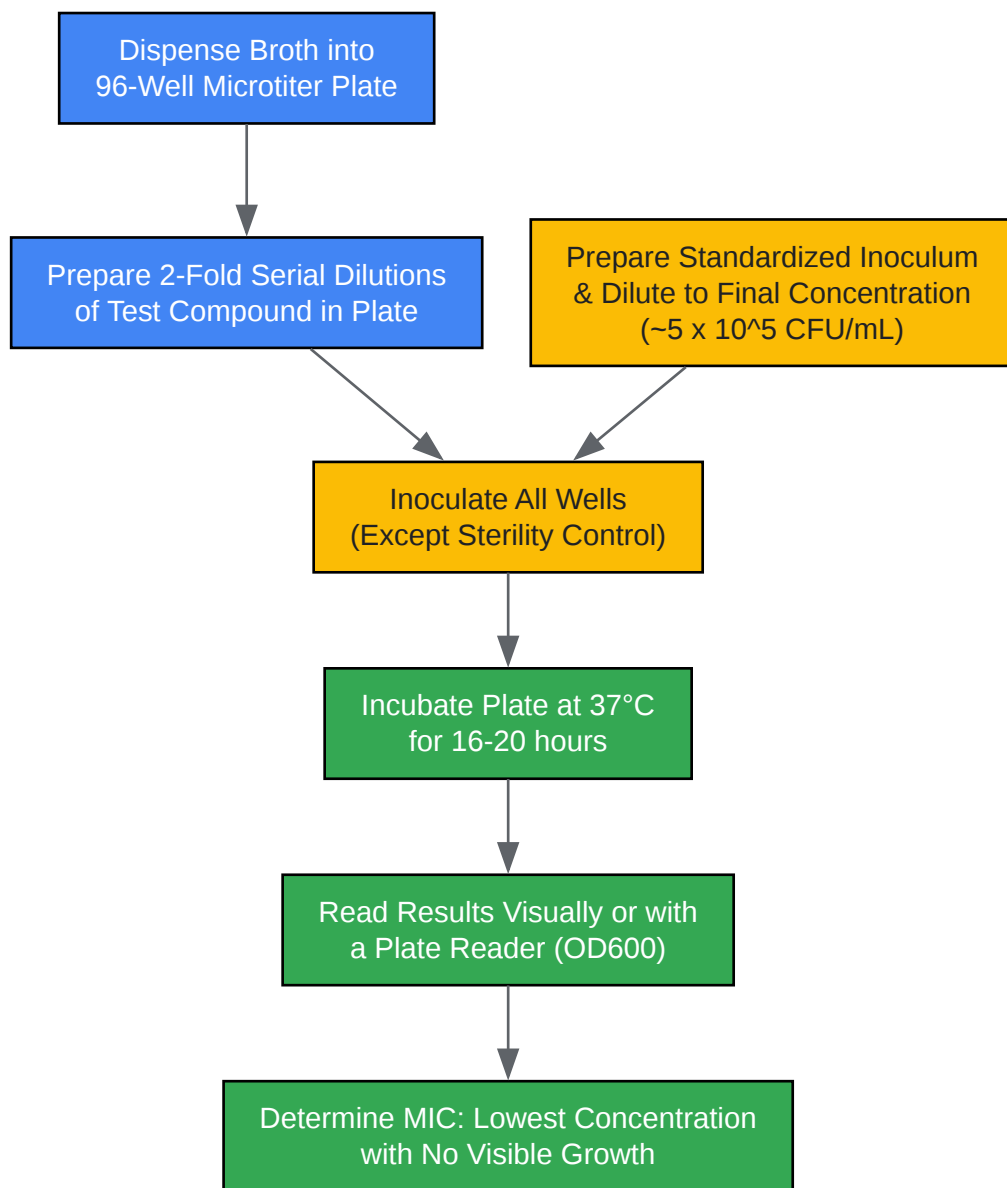 Dispense Broth into
96-Well Microtiter Plate
Prepare 2-Fold Serial Dilutions
of Test Compound in Plate
Prepare Standardized Inoculum
& Dilute to Final Concentration
(~5 x 10^5 CFU/mL)
Inoculate All Wells
(Except Sterility Control)
Incubate Plate at 37°C
for 16-20 hours
Read Results Visually or with
a Plate Reader (OD600)
Determine MIC: Lowest Concentration
with No Visible Growth